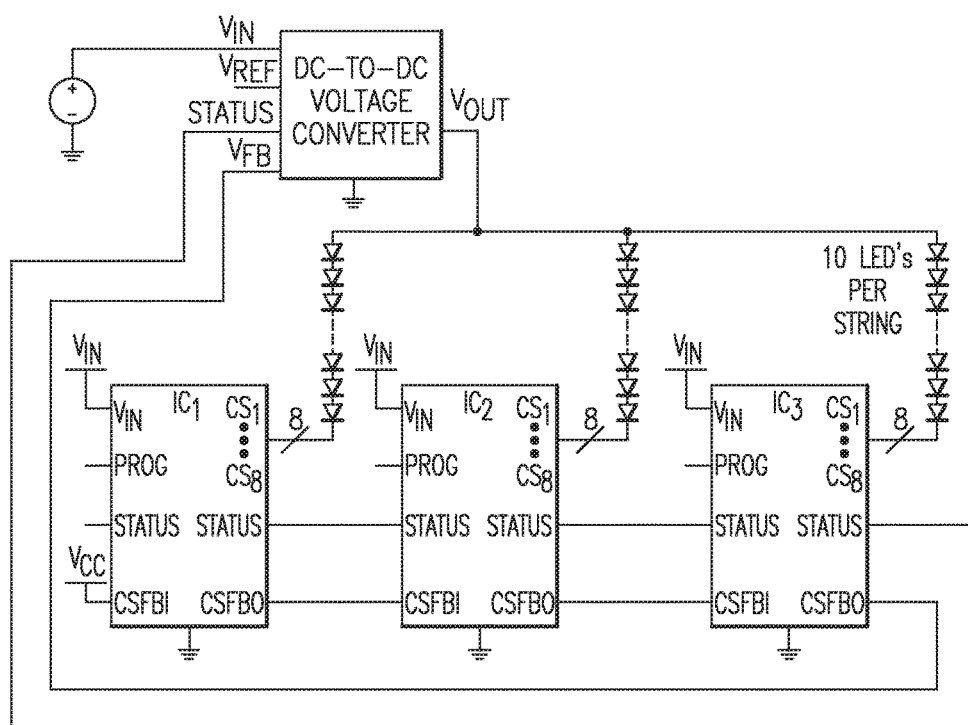 VIN
VREF
STATUS
VFB
DC-TO-DC
VOLTAGE
CONVERTER
VOUT
10 LED's
PER
STRING
VIN
VIN
VIN
VIN
IC1
CS1
CS8
8
PROG
STATUS
STATUS
VCC
CSFBI
CSFBO
VIN
IC2
CS1
CS8
8
PROG
STATUS
STATUS
CSFBI
CSFBO
VIN
IC3
CS1
CS8
8
PROG
STATUS
STATUS
CSFBI
CSFBO